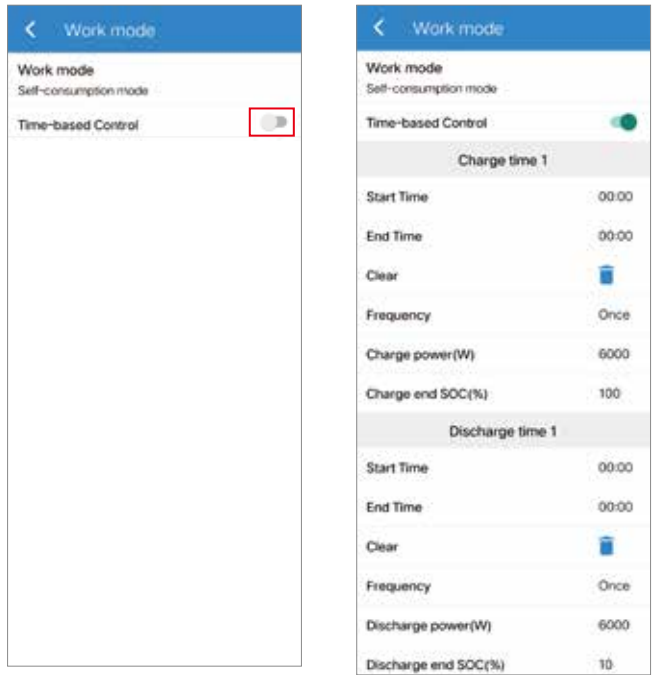 Work mode
Work mode
Self-consumption mode
Time-based Control
Work mode
Work mode
Self-consumption mode
Time-based Control
Charge time 1
Start Time 00:00
End Time 00:00
Clear
Frequency Once
Charge power(W) 6000
Charge end SOC(%) 100
Discharge time 1
Start Time 00:00
End Time 00:00
Clear
Frequency Once
Discharge power(W) 6000
Discharge end SOC(%) 10